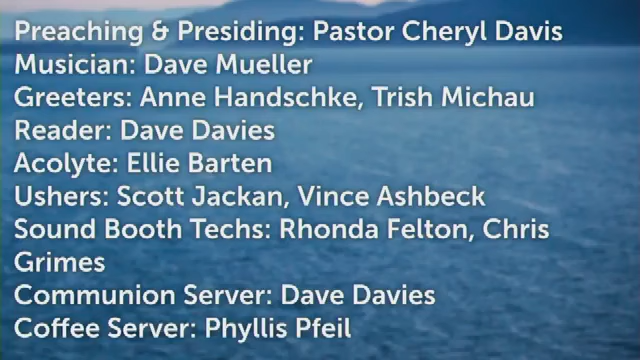 Preaching & Presiding: Pastor Cheryl Davis
Musician: Dave Mueller
Greeters: Anne Handschke, Trish Michau
Reader: Dave Davies
Acolyte: Ellie Barten
Ushers: Scott Jackan, Vince Ashbeck
Sound Booth Techs: Rhonda Felton, Chris
Grimes
Communion Server: Dave Davies
Coffee Server: Phyllis Pfeil